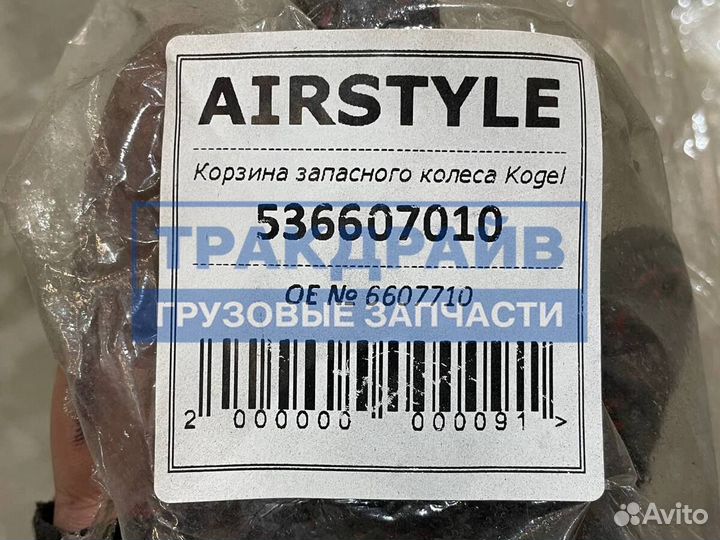 AIRSTYLE
Корзина запасного колеса Kogel
536607010
ТРАКДРАЙВ
OE № 6607710
ГРУЗОВЫЕ ЗАПЧАСТИ
2 000000 000091 >
Avito